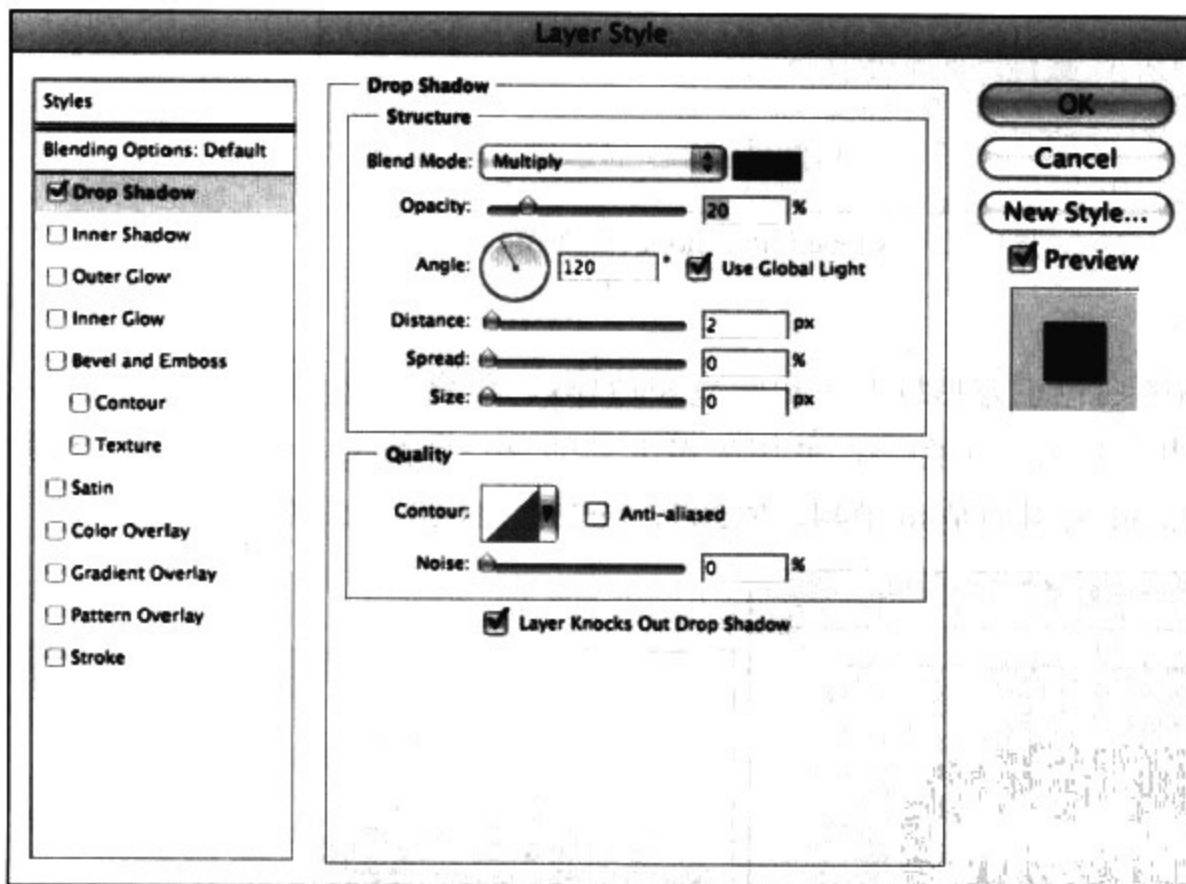 Layer Style
Styles
Blending Options: Default
Drop Shadow
Inner Shadow
Outer Glow
Inner Glow
Bevel and Emboss
Contour
Texture
Satin
Color Overlay
Gradient Overlay
Pattern Overlay
Stroke
Drop Shadow
Structure
Blend Mode: Multiply
Opacity: 20 %
Angle: 120 ° Use Global Light
Distance: 2 px
Spread: 0 %
Size: 0 px
Quality
Contour: Anti-aliased
Noise: 0 %
Layer Knocks Out Drop Shadow
OK
Cancel
New Style...
Preview